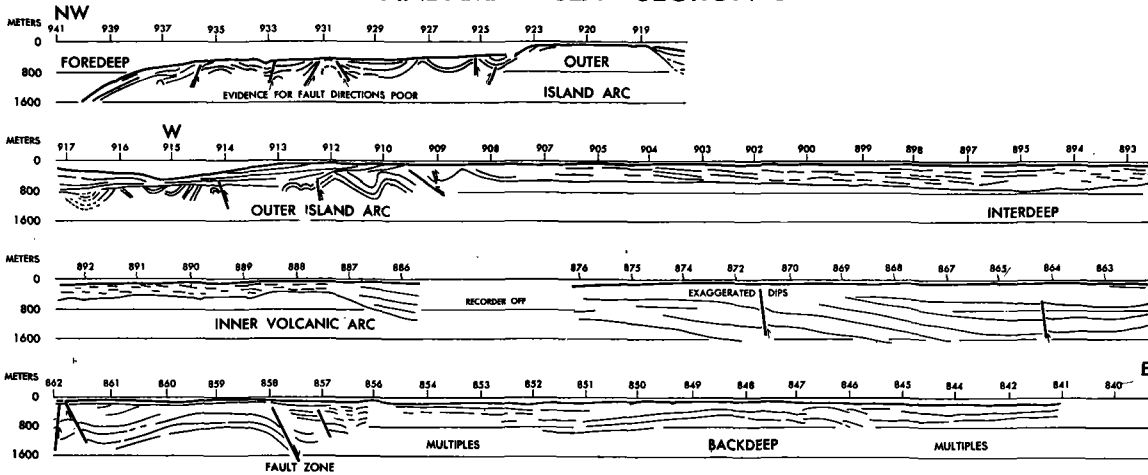 NW
METERS 941 939 937 935 933 931 929 927 925 923 920 919
0
FOREDEEP OUTER
800
EVIDENCE FOR FAULT DIRECTIONS POOR ISLAND ARC
1600
W
METERS 917 916 915 914 913 912 911 910 909 908 907 905 904 903 902 901 900 899 898 897 895 894 893
0
800
OUTER ISLAND ARC INTERDEEP
1600
METERS 892 891 890 889 888 887 886 876 875 874 872 871 870 869 868 867 865 864 863
0
EXAGGERATED DIPS
RECORDER OFF
800
INNER VOLCANIC ARC
1600
E
METERS 862 861 860 859 858 857 856 854 853 852 851 850 849 848 847 846 845 844 842 841 840
0
800
MULTIPLES BACKDEEP MULTIPLES
1600
FAULT ZONE